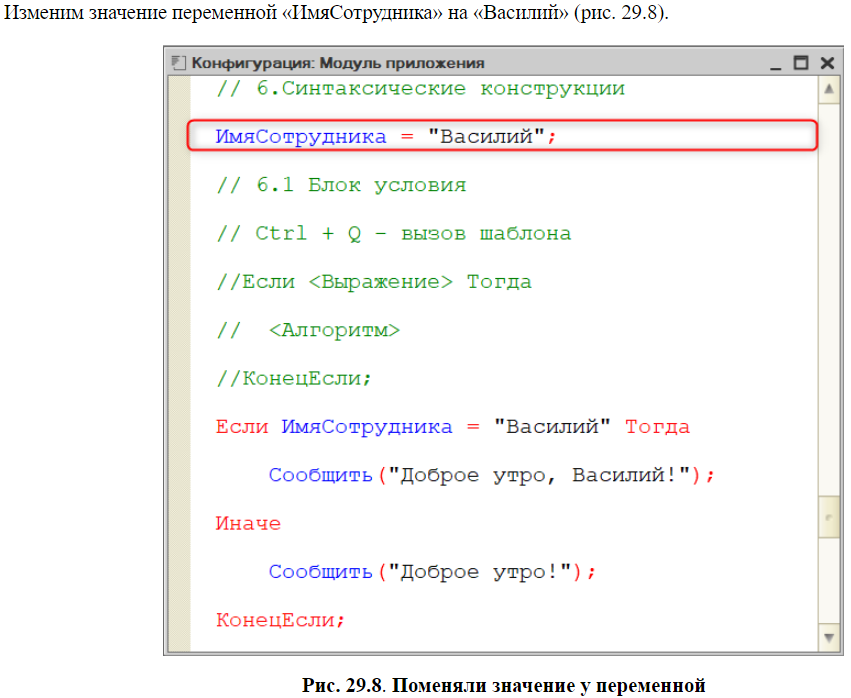 Изменим значение переменной «ИмяСотрудника» на «Василий» (рис. 29.8).
Конфигурация: Модуль приложения
// 6.Синтаксические конструкции
ИмяСотрудника = "Василий";
// 6.1 Блок условия
// Ctrl + Q - вызов шаблона
//Если <Выражение> Тогда
//  <Алгоритм>
//КонецЕсли;
Если ИмяСотрудника = "Василий" Тогда
Сообщить("Доброе утро, Василий!");
Иначе
Сообщить("Доброе утро!");
КонецЕсли;
Рис. 29.8. Поменяли значение у переменной